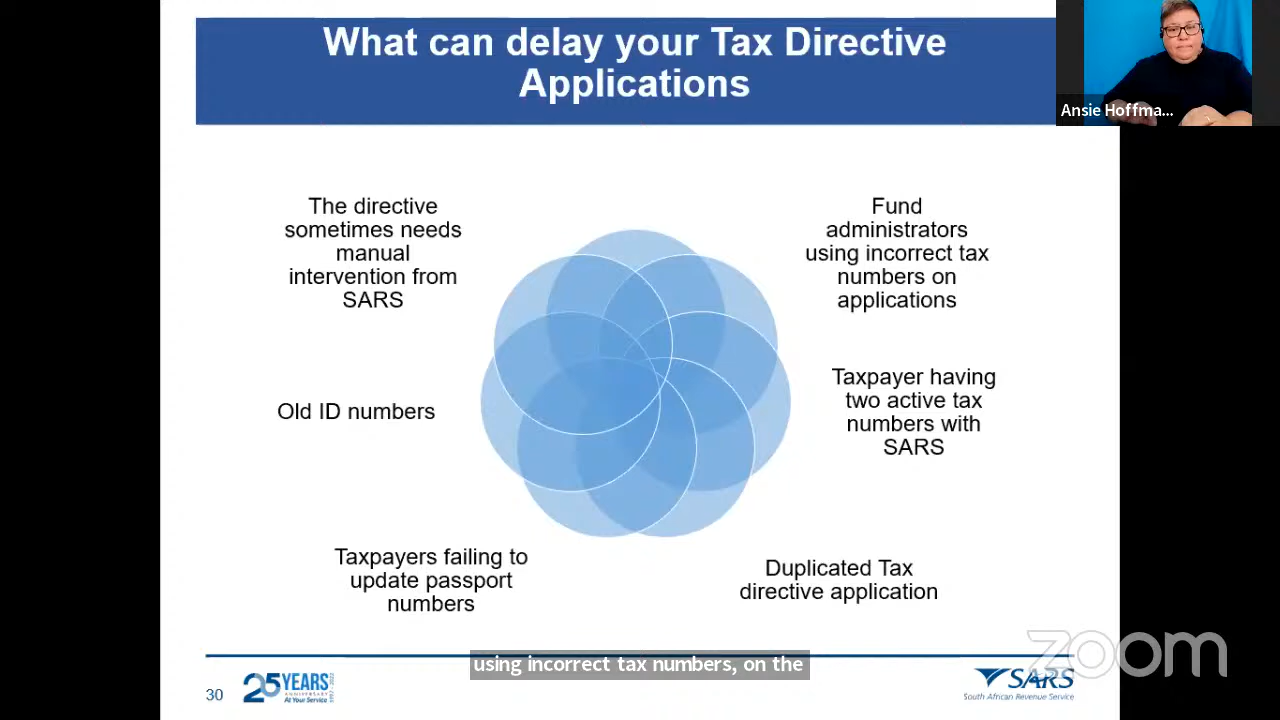 What can delay your Tax Directive
Applications
Ansie Hoffma...
The directive
sometimes needs
manual
intervention from
SARS
Fund
administrators
using incorrect tax
numbers on
applications
Old ID numbers
Taxpayer having
two active tax
numbers with
SARS
Taxpayers failing to
update passport
numbers
Duplicated Tax
directive application
using incorrect tax numbers, on the
zoom
30
25 YEARS
ANNIVERSARY
At Your Service
SARS
South African Revenue Service